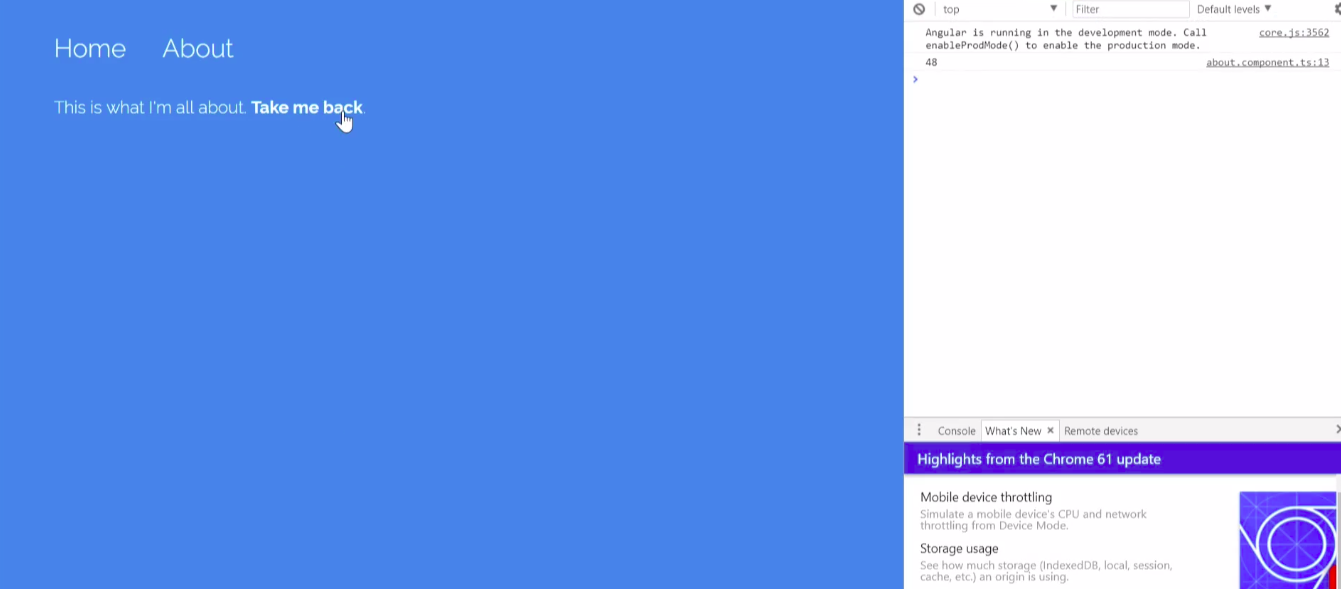 Home About
This is what I'm all about. Take me back.
top Filter Default levels
Angular is running in the development mode. Call core.js:3562
enableProdMode() to enable the production mode.
48 about.component.ts:13
Console What's New × Remote devices
Highlights from the Chrome 61 update
Mobile device throttling
Simulate a mobile device's CPU and network
throttling from Device Mode.
Storage usage
See how much storage (IndexedDB, local, session,
cache, etc.) an origin is using.